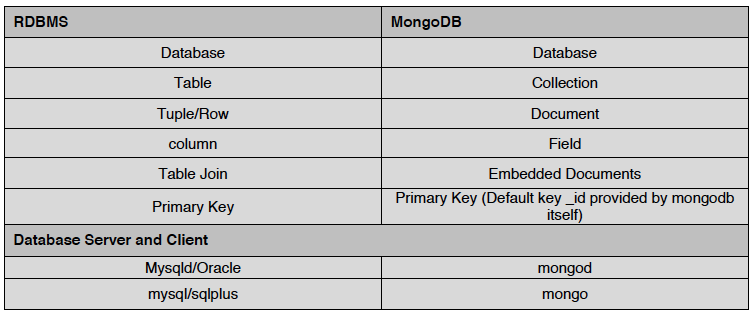 RDBMS MongoDB
Database Database
Table Collection
Tuple/Row Document
column Field
Table Join Embedded Documents
Primary Key Primary Key (Default key _id provided by mongodb
itself)
Database Server and Client
Mysqld/Oracle mongod
mysql/sqlplus mongo